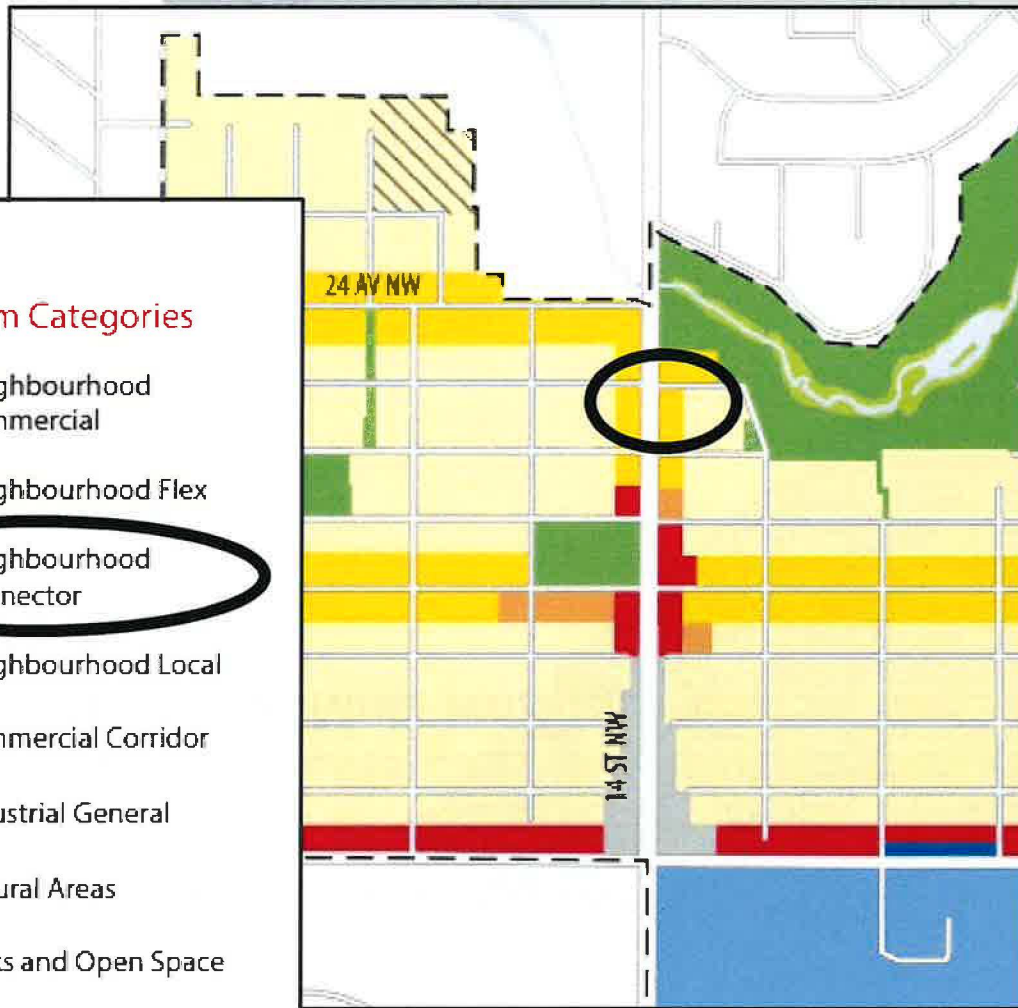 m Categories
ghbourhood
nmercial
ghbourhood Flex
ghbourhood
nector
ghbourhood Local
nmercial Corridor
ustrial General
ural Areas
ks and Open Space
24 AV NW
14 ST NW